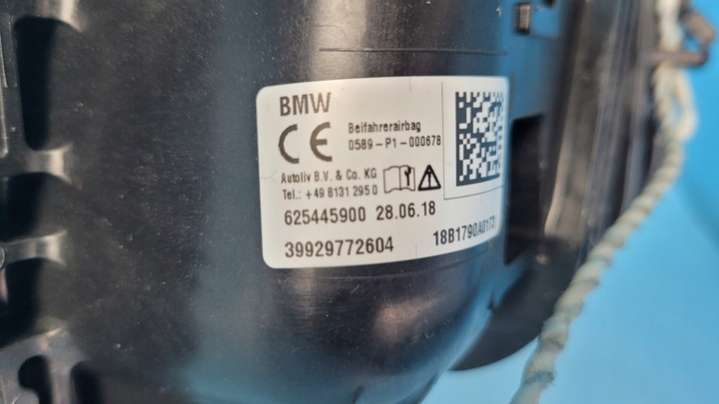 BMW
CE
Beifahrerairbag
0589-P1-000678
Autoliv B.V. & Co. KG
Tel.: +49 8131 295 0
625445900 28.06.18
39929772604